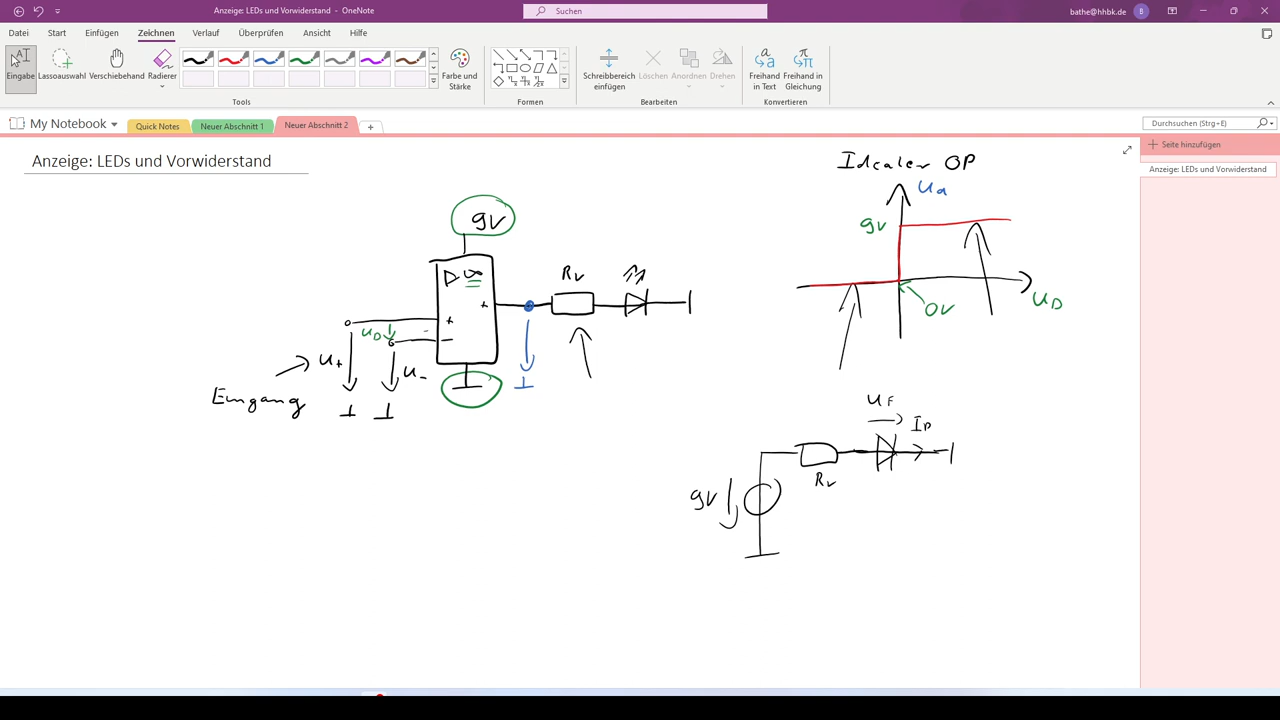 Anzeige: LEDs und Vorwiderstand - OneNote
Suchen
bathe@hhbk.de
B
Datei
Start
Einfügen
Zeichnen
Verlauf
Überprüfen
Ansicht
Hilfe
Eingabe
Lassoauswahl
Verschiebehand
Radierer
Farbe und Stärke
Schreibbereich einfügen
Löschen
Anordnen
Drehen
Freihand in Text
Freihand in Gleichung
Tools
Formen
Bearbeiten
Konvertieren
My Notebook
Quick Notes
Neuer Abschnitt 1
Neuer Abschnitt 2
Durchsuchen (Strg+E)
Seite hinzufügen
Anzeige: LEDs und Vorwiderstand
Anzeige: LEDs und Vorwiderstand
Idealer OP
Ua
9V
9V
▷ ∞
Rv
+
0V
UD
UD
+
-
U+
U-
Eingang
UF
ID
Rv
9V